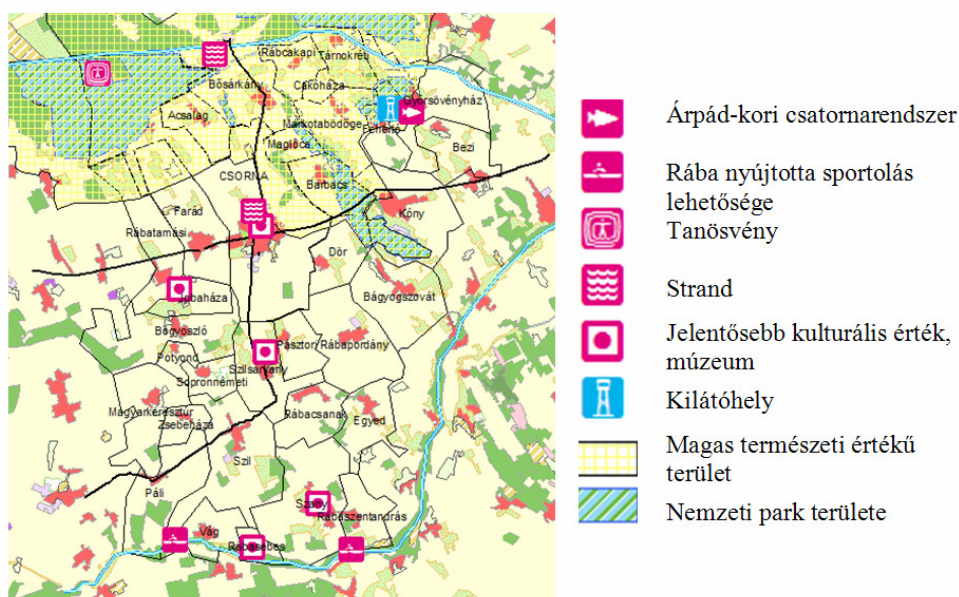 Rábcakapi
Tárnokréti
Bősárkány
Cakóháza
Győrsövényház
Acsalag
Markotabödöge
Fehértó
Maglóca
Bezi
CSORNA
Barbacs
Farád
Kóny
Rábatamási
Dör
Jobaháza
Bágyogszovát
Bogyoszló
Pásztori
Rábapordány
Potyond
Szilsárkány
Sopronnémeti
Magyarkeresztúr
Zsebeháza
Rábacsanak
Egyed
Szil
Páli
Szany
Rábaszentandrás
Vág
Rábasebes
Árpád-kori csatornarendszer
Rába nyújtotta sportolás
lehetősége
Tanösvény
Strand
Jelentősebb kulturális érték,
múzeum
Kilátóhely
Magas természeti értékű
terület
Nemzeti park területe